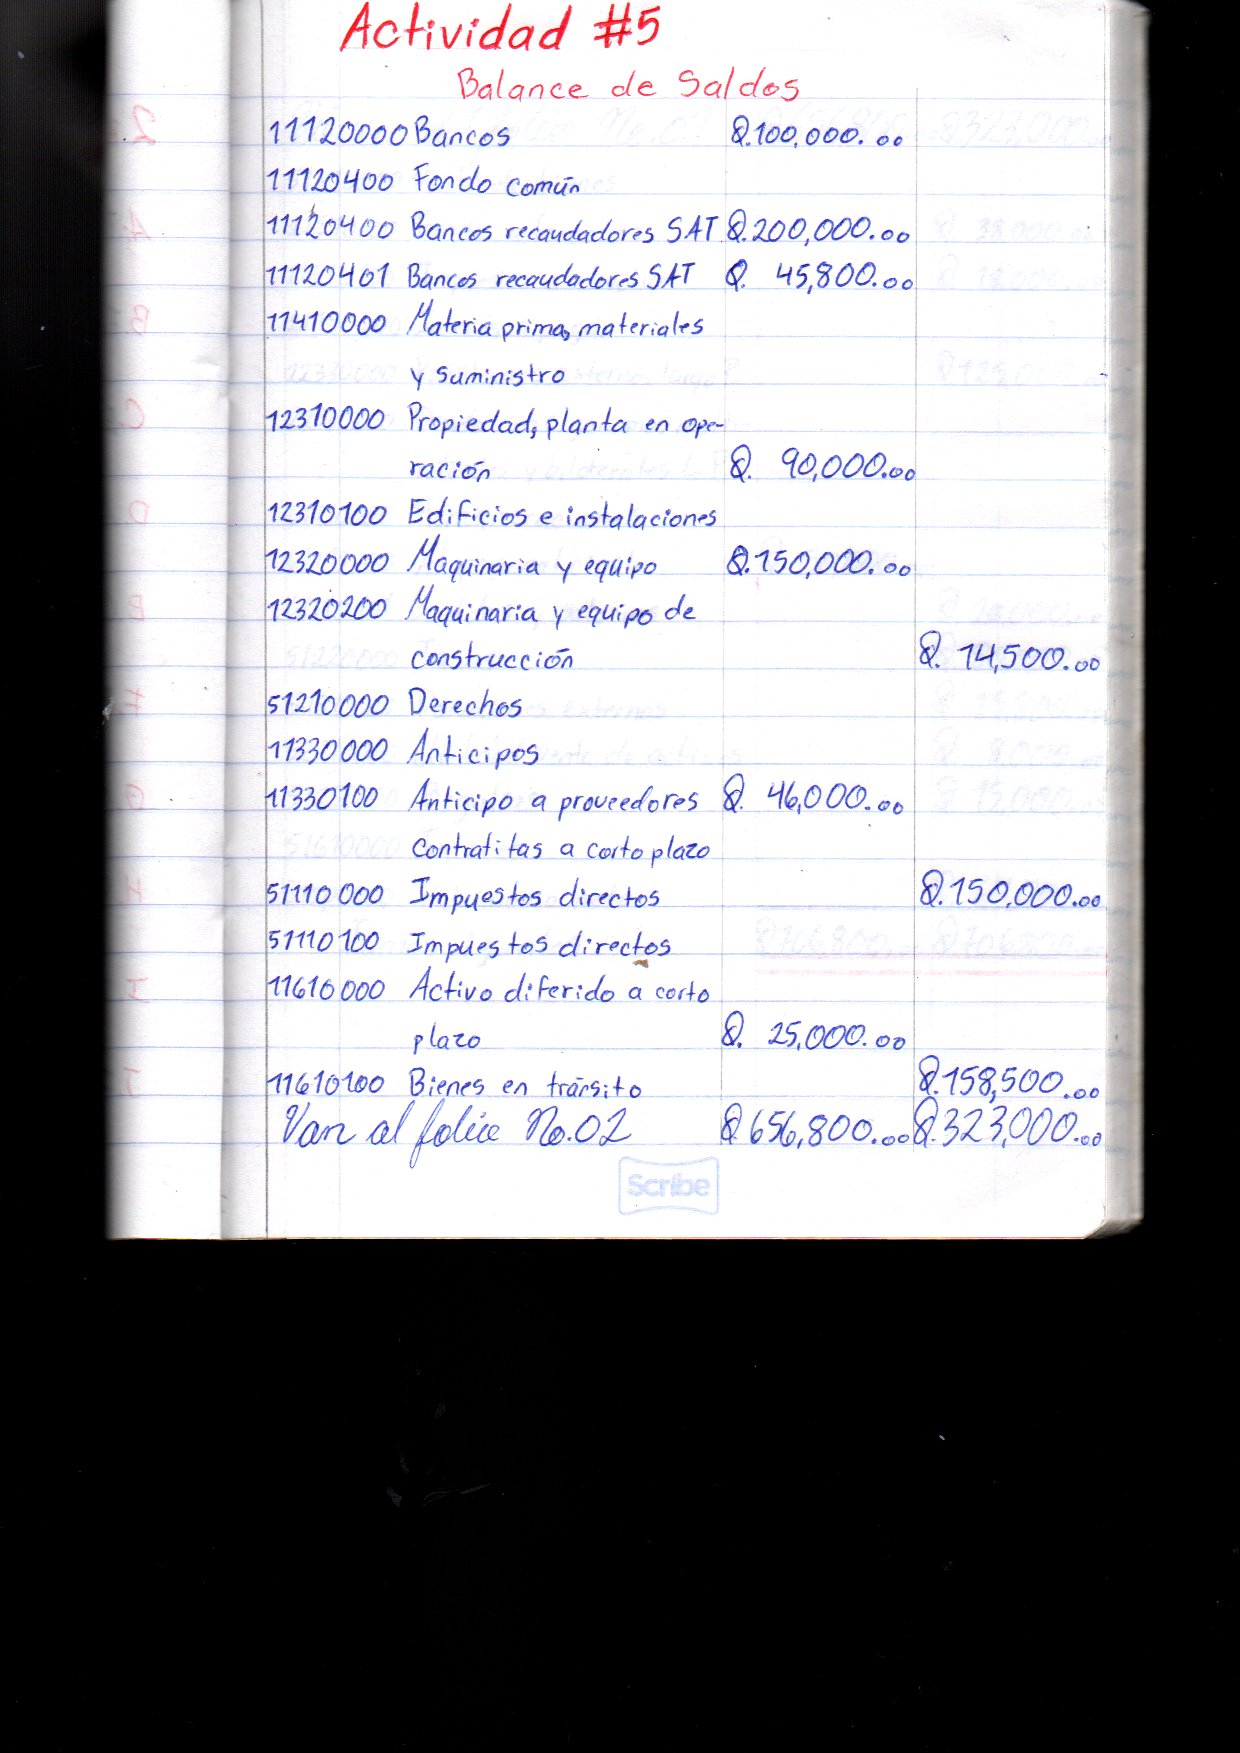 Actividad #5
Balance de Saldos
11120000 Bancos Q.100,000.00
11120400 Fondo común
11120400 Bancos recaudadores SAT Q.200,000.00
11120401 Bancos recaudadores SAT Q. 45,800.00
11410000 Materia prima, materiales
y suministro
12310000 Propiedad, planta en ope-
ración Q. 90,000.00
12310100 Edificios e instalaciones
12320000 Maquinaria y equipo Q.150,000.00
12320200 Maquinaria y equipo de
construcción Q. 14,500.00
51210000 Derechos
11330000 Anticipos
11330100 Anticipo a proveedores Q. 46,000.00
Contratitas a corto plazo
51110000 Impuestos directos Q.150,000.00
51110100 Impuestos directos
11610000 Activo diferido a corto
plazo Q. 25,000.00
11610100 Bienes en tránsito Q.158,500.00
Van al folio No.02 Q.656,800.00 Q.323,000.00
Scribe